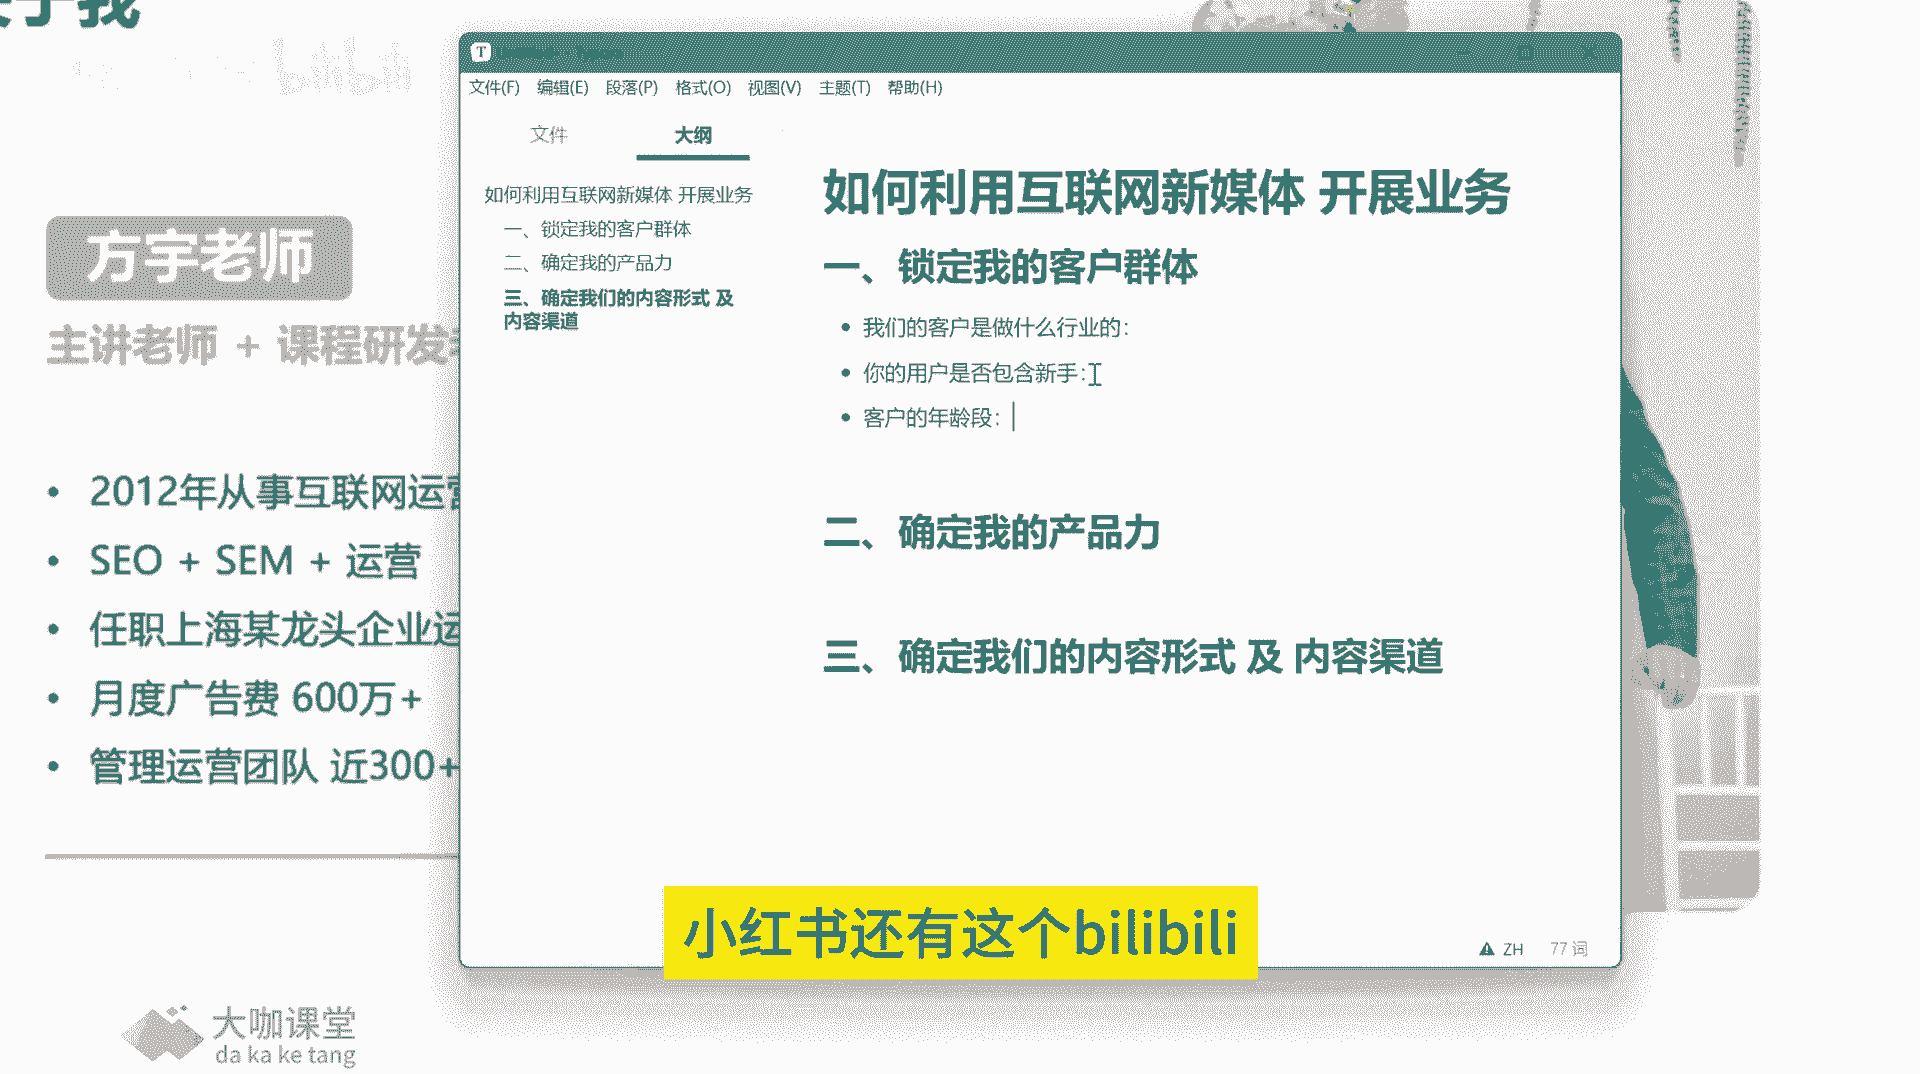 bilibili
方宇老师
主讲老师 + 课程研发
2012年从事互联网运营
SEO + SEM + 运营
任职上海某龙头企业运
月度广告费 600万+
管理运营团队 近300+
大咖课堂
da ka ke tang
文件(F) 编辑(E) 段落(P) 格式(O) 视图(V) 主题(T) 帮助(H)
文件 大纲
如何利用互联网新媒体 开展业务
一、锁定我的客户群体
二、确定我的产品力
三、确定我们的内容形式 及
内容渠道
如何利用互联网新媒体 开展业务
一、锁定我的客户群体
我们的客户是做什么行业的：
你的用户是否包含新手：
客户的年龄段：
二、确定我的产品力
三、确定我们的内容形式 及 内容渠道
ZH 77 词
小红书还有这个bilibili